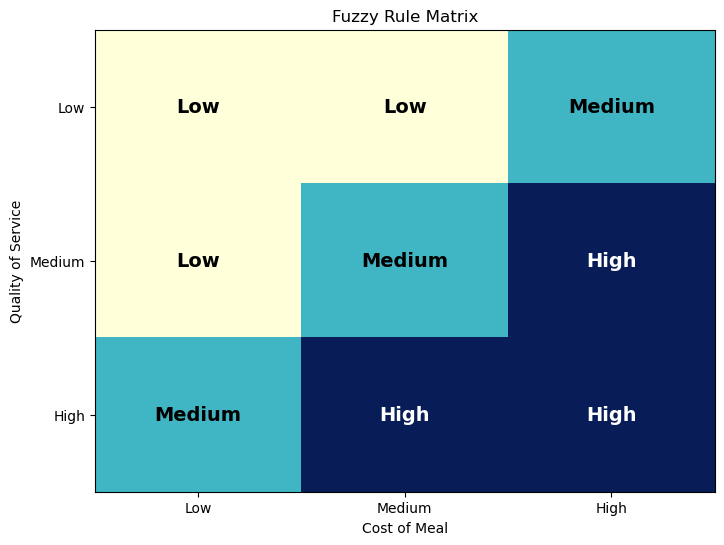 Fuzzy Rule Matrix
Quality of Service
Low
Low
Low
Medium
Medium
Low
Medium
High
High
Medium
High
High
Low
Medium
High
Cost of Meal